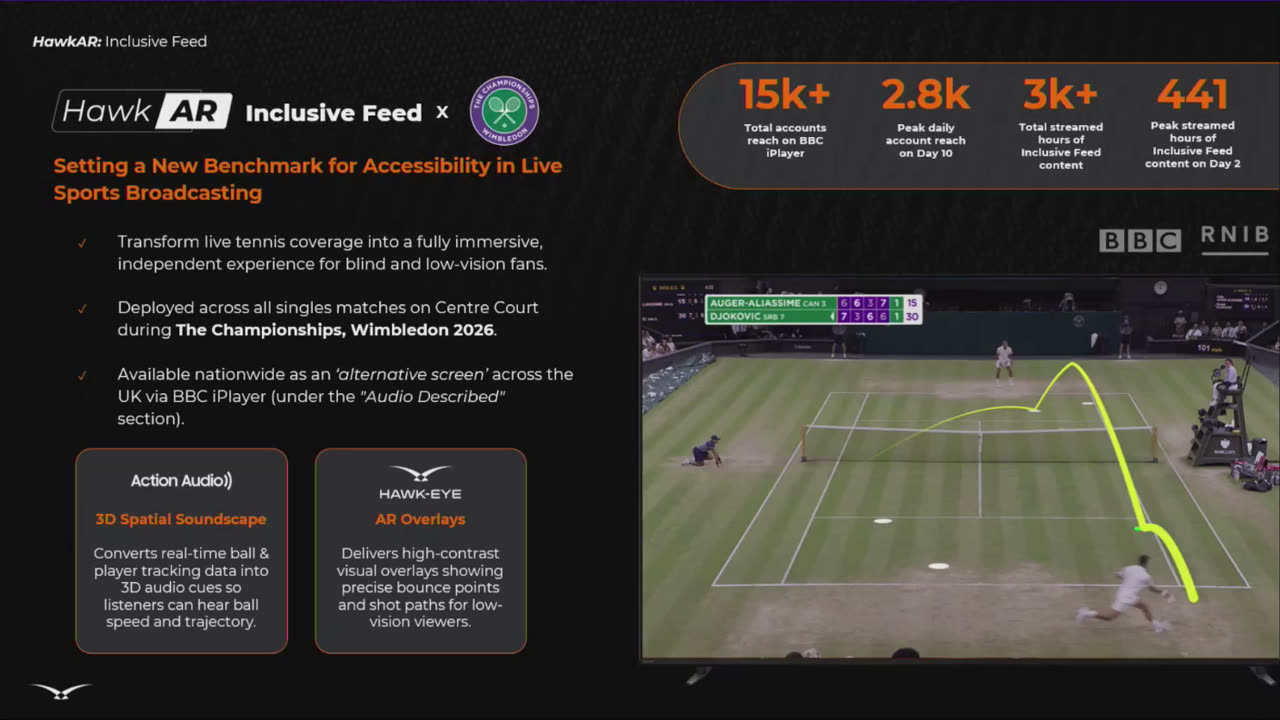 HawkAR: Inclusive Feed
Hawk AR Inclusive Feed x
THE CHAMPIONSHIPS
WIMBLEDON
Setting a New Benchmark for Accessibility in Live
Sports Broadcasting
15k+
Total accounts
reach on BBC
iPlayer
2.8k
Peak daily
account reach
on Day 10
3k+
Total streamed
hours of
Inclusive Feed
content
441
Peak streamed
hours of
Inclusive Feed
content on Day 2
✓ Transform live tennis coverage into a fully immersive,
independent experience for blind and low-vision fans.
✓ Deployed across all singles matches on Centre Court
during The Championships, Wimbledon 2026.
✓ Available nationwide as an ‘alternative screen’ across the
UK via BBC iPlayer (under the "Audio Described"
section).
BBC RNIB
ROLEX
AUGER-ALIASSIME CAN 3 6 6 3 7 1 15
DJOKOVIC SRB 7 7 3 6 6 1 30
101 mph
BARCLAYS
Action Audio))
3D Spatial Soundscape
Converts real-time ball &
player tracking data into
3D audio cues so
listeners can hear ball
speed and trajectory.
HAWK-EYE
AR Overlays
Delivers high-contrast
visual overlays showing
precise bounce points
and shot paths for low-
vision viewers.